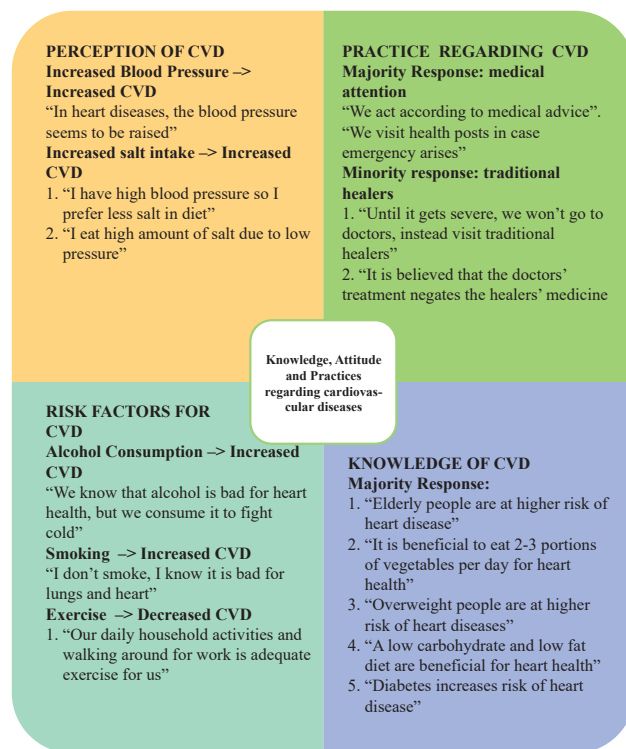 PERCEPTION OF CVD
Increased Blood Pressure –>
Increased CVD
“In heart diseases, the blood pressure
seems to be raised”
Increased salt intake –> Increased
CVD
1. “I have high blood pressure so I
prefer less salt in diet”
2. “I eat high amount of salt due to low
pressure”
PRACTICE REGARDING CVD
Majority Response: medical
attention
“We act according to medical advice”.
“We visit health posts in case
emergency arises”
Minority response: traditional
healers
1. “Until it gets severe, we won’t go to
doctors, instead visit traditional
healers”
2. “It is believed that the doctors’
treatment negates the healers’ medicine
Knowledge, Attitude
and Practices
regarding cardiovas-
cular diseases
RISK FACTORS FOR
CVD
Alcohol Consumption –> Increased
CVD
“We know that alcohol is bad for heart
health, but we consume it to fight
cold”
Smoking –> Increased CVD
“I don’t smoke, I know it is bad for
lungs and heart”
Exercise –> Decreased CVD
1. “Our daily household activities and
walking around for work is adequate
exercise for us”
KNOWLEDGE OF CVD
Majority Response:
1. “Elderly people are at higher risk of
heart disease”
2. “It is beneficial to eat 2-3 portions
of vegetables per day for heart
health”
3. “Overweight people are at higher
risk of heart diseases”
4. “A low carbohydrate and low fat
diet are beneficial for heart health”
5. “Diabetes increases risk of heart
disease”